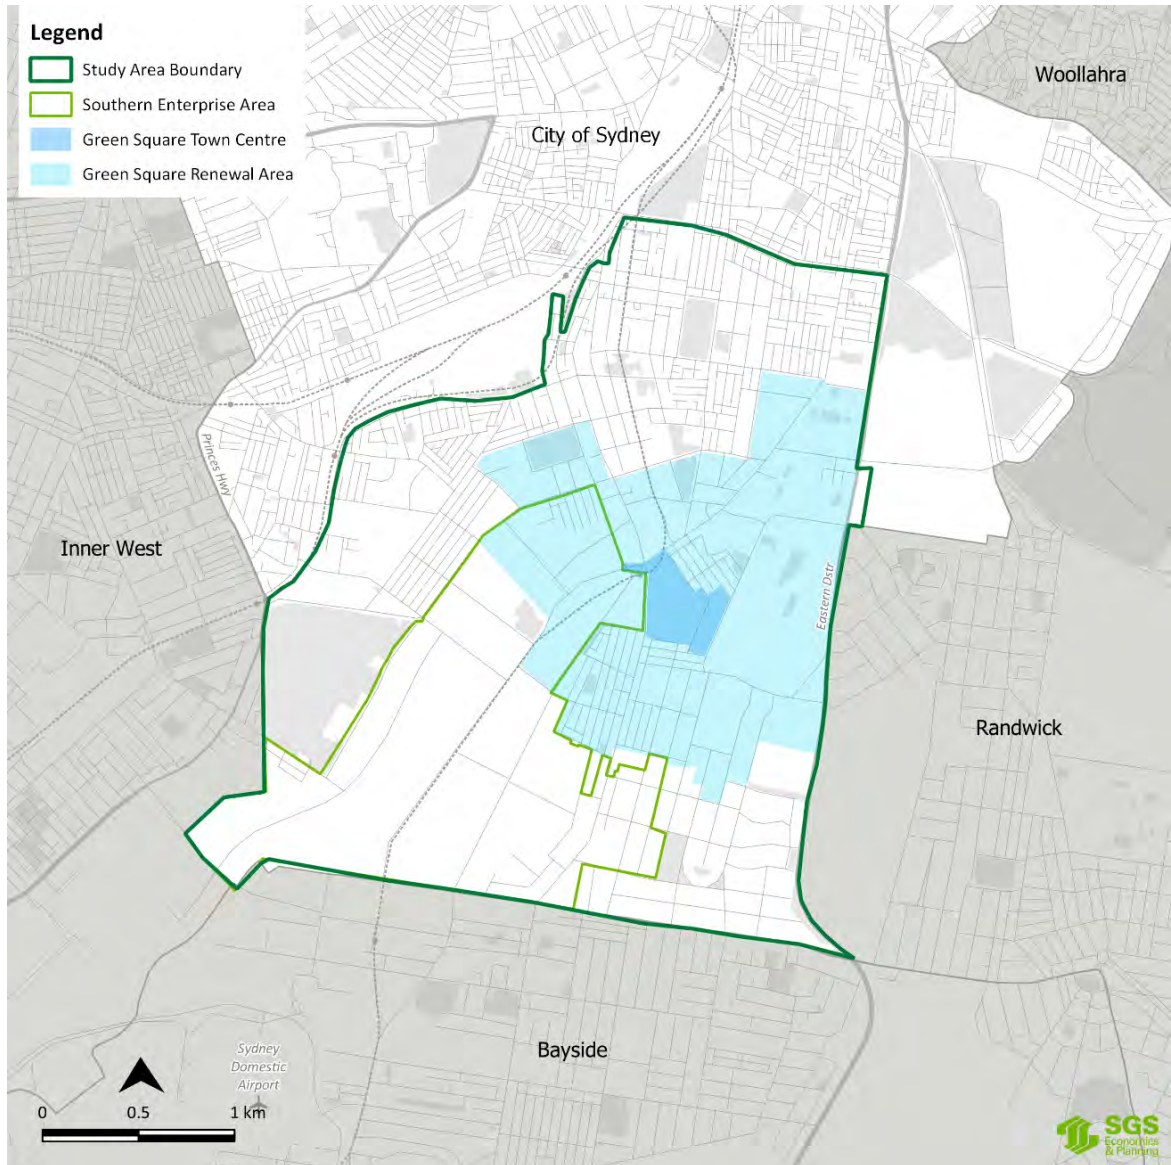 Legend
Study Area Boundary
Southern Enterprise Area
Green Square Town Centre
Green Square Renewal Area
Woollahra
City of Sydney
Princes Hwy
Inner West
Eastern Dstr
Randwick
Bayside
Sydney
Domestic
Airport
0 0.5 1 km
SGS
Economics
& Planning